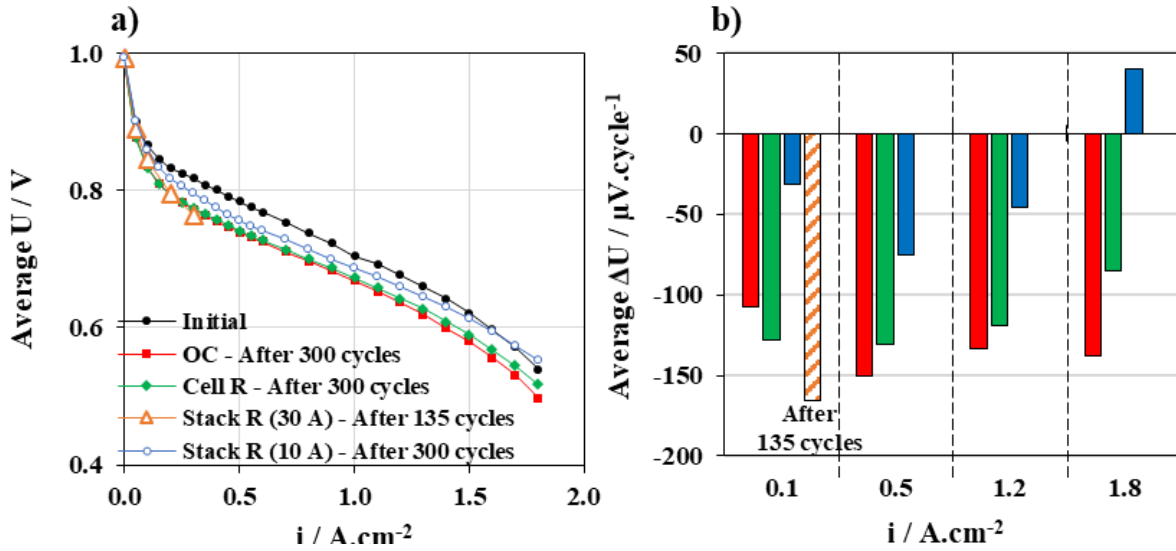 a)
Average U / V
1.0
0.8
0.6
0.4
Initial
OC - After 300 cycles
Cell R - After 300 cycles
Stack R (30 A) - After 135 cycles
Stack R (10 A) - After 300 cycles
0.0
0.5
1.0
1.5
2.0
i / A.cm-2
b)
Average ΔU / µV.cycle-1
50
0
-50
-100
-150
-200
After
135 cycles
0.1
0.5
1.2
1.8
i / A.cm-2